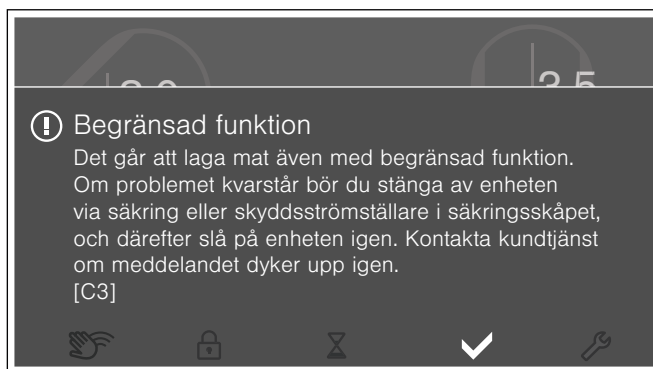 3.5
Begränsad funktion
Det går att laga mat även med begränsad funktion.
Om problemet kvarstår bör du stänga av enheten
via säkring eller skyddsströmställare i säkringsskåpet,
och därefter slå på enheten igen. Kontakta kundtjänst
om meddelandet dyker upp igen.
[C3]